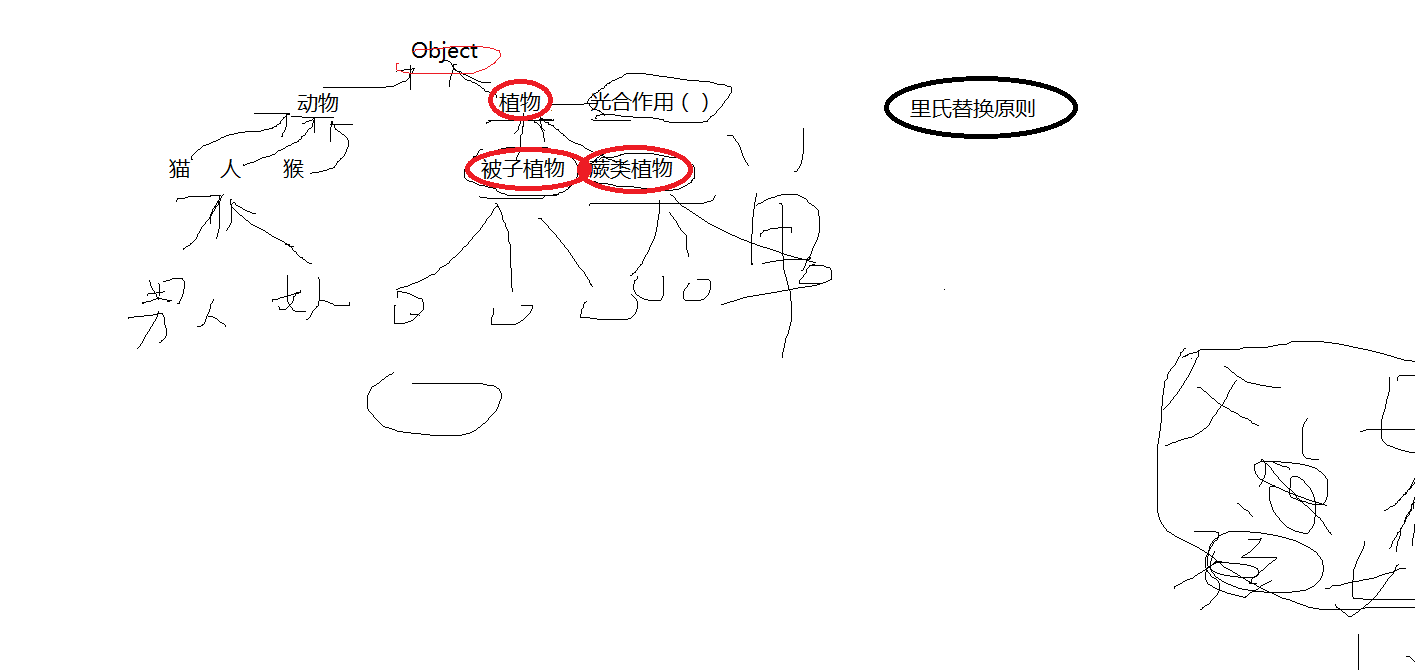 Object
动物 植物 光合作用（ ） 里氏替换原则
猫 人 猴 被子植物 蕨类植物
男人 女人